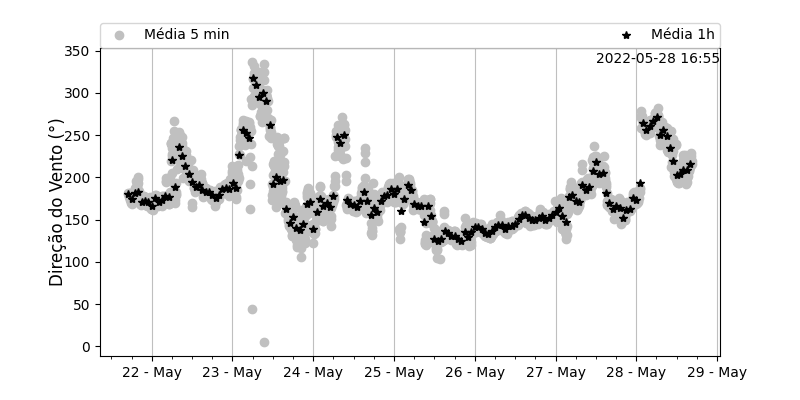 Média 5 min
Média 1h
2022-05-28 16:55
Direção do Vento (°)
350
300
250
200
150
100
50
0
22 - May
23 - May
24 - May
25 - May
26 - May
27 - May
28 - May
29 - May